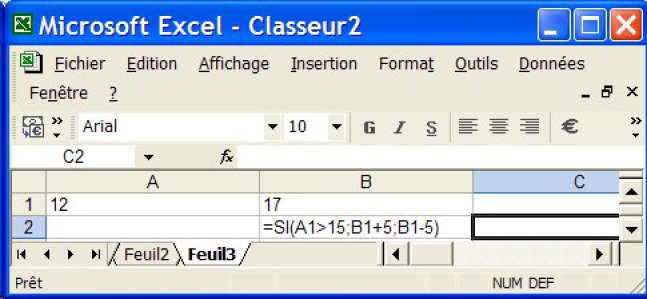 Microsoft Excel - Classeur2
Fichier Edition Affichage Insertion Format Outils Données
Fenêtre ?
Arial 10 G I S €
C2 fx
A B C
1 12 17
2 =SI(A1>15;B1+5;B1-5)
Feuil2 Feuil3
Prêt NUM DEF